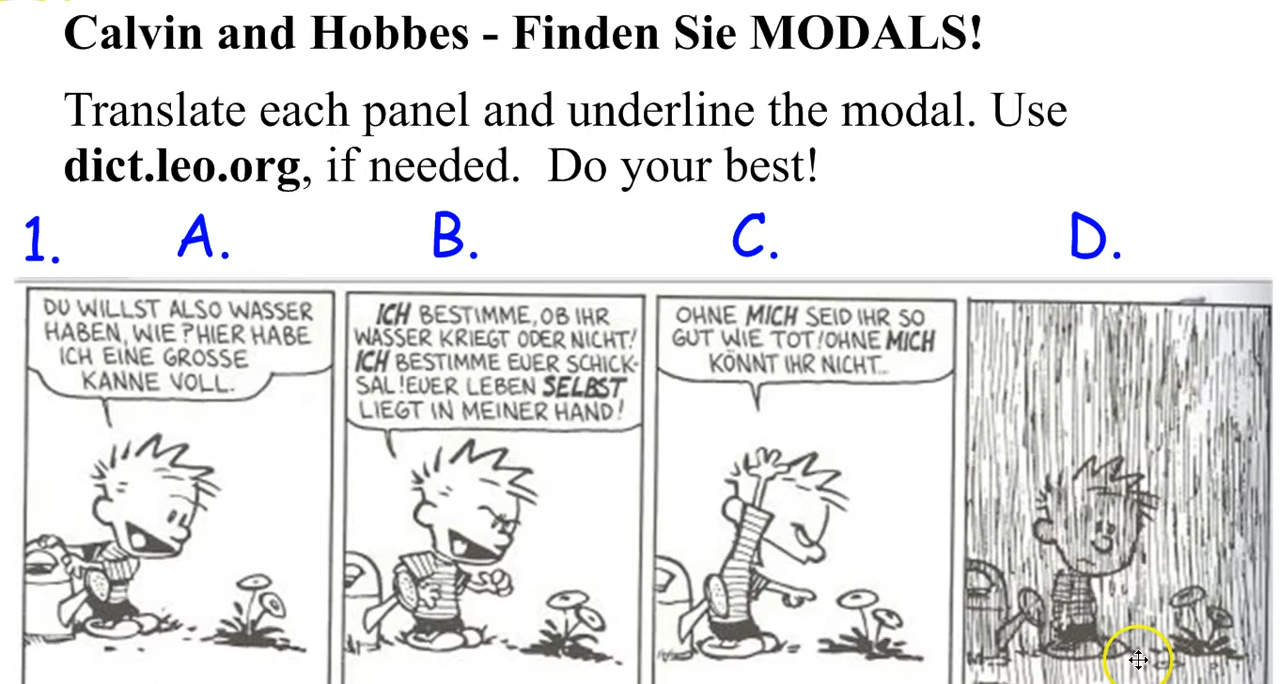 Calvin and Hobbes - Finden Sie MODALS!
Translate each panel and underline the modal. Use
dict.leo.org, if needed.  Do your best!
1. A. B. C. D.
DU WILLST ALSO WASSER
HABEN, WIE? HIER HABE
ICH EINE GROSSE
KANNE VOLL.
ICH BESTIMME, OB IHR
WASSER KRIEGT ODER NICHT!
ICH BESTIMME EUER SCHICK-
SAL! EUER LEBEN SELBST
LIEGT IN MEINER HAND!
OHNE MICH SEID IHR SO
GUT WIE TOT! OHNE MICH
KÖNNT IHR NICHT..